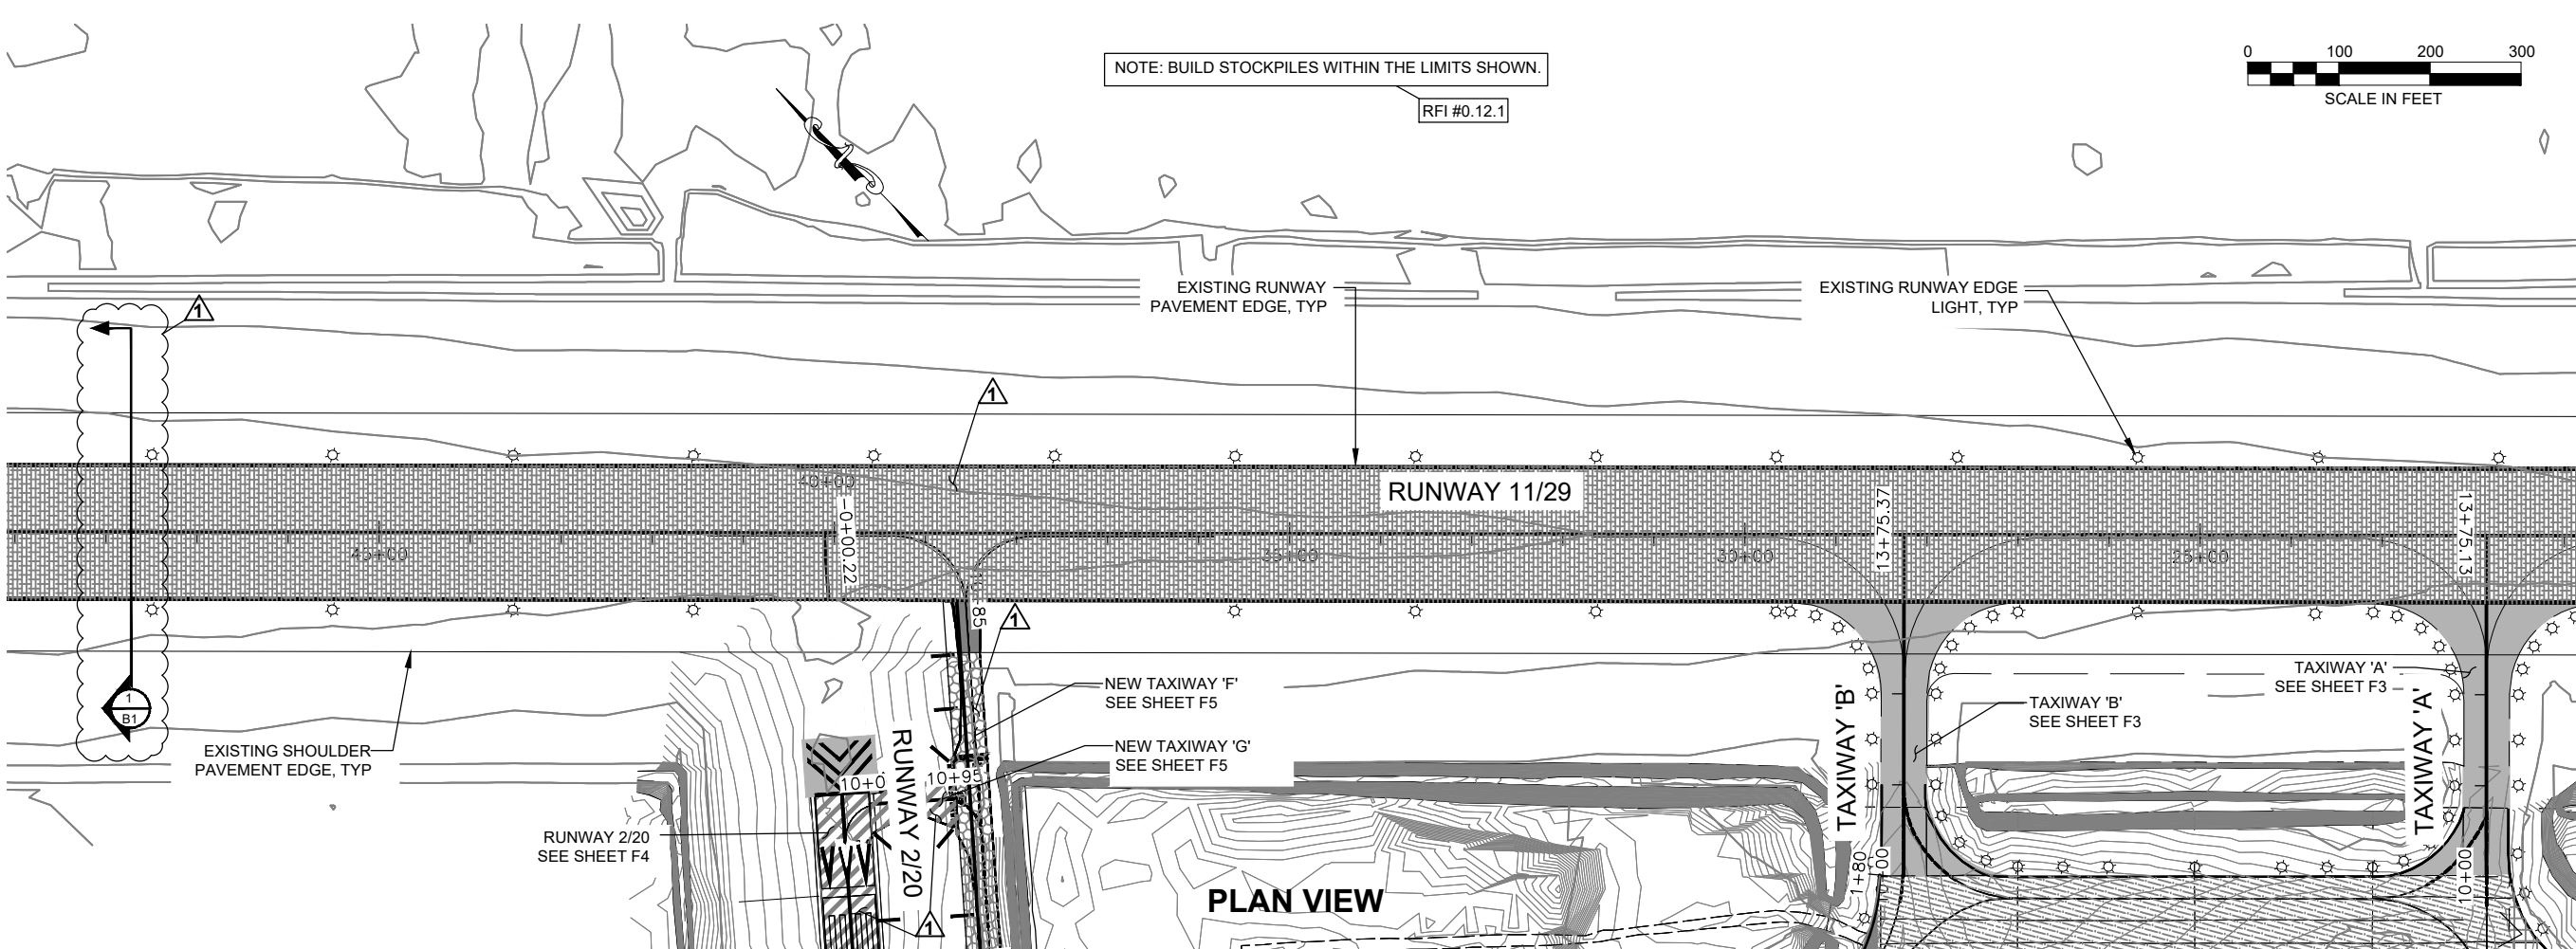 NOTE: BUILD STOCKPILES WITHIN THE LIMITS SHOWN.
RFI #0.12.1
0 100 200 300
SCALE IN FEET
EXISTING RUNWAY
PAVEMENT EDGE, TYP
EXISTING RUNWAY EDGE
LIGHT, TYP
1
1
RUNWAY 11/29
40+00
-0+00.22
45+00
35+00
30+00
25+00
13+75.37
13+75.13
85
1
1
B1
EXISTING SHOULDER
PAVEMENT EDGE, TYP
NEW TAXIWAY 'F'
SEE SHEET F5
NEW TAXIWAY 'G'
SEE SHEET F5
TAXIWAY 'A'
SEE SHEET F3
TAXIWAY 'B'
SEE SHEET F3
TAXIWAY 'B'
TAXIWAY 'A'
RUNWAY 2/20
10+0
10+95
RUNWAY 2/20
SEE SHEET F4
1
PLAN VIEW
1+80